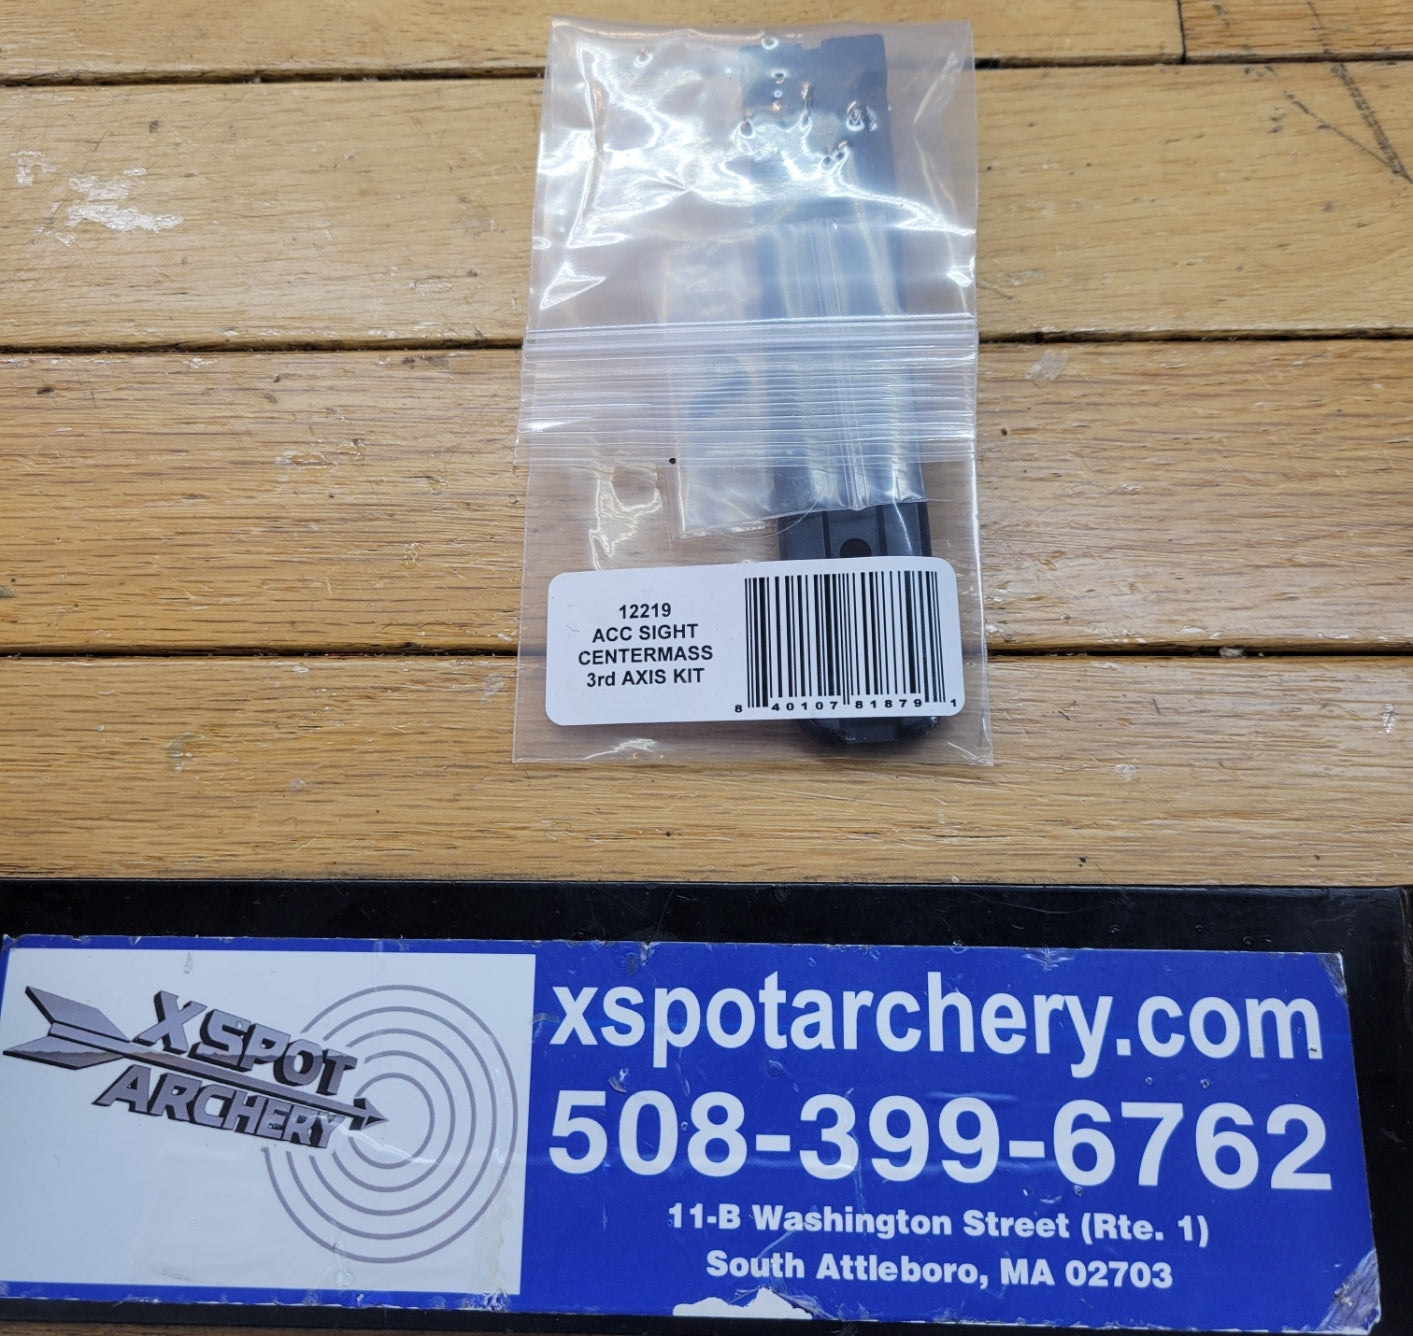 12219
ACC SIGHT
CENTERMASS
3rd AXIS KIT
8 40107 81879 1
XSPOT
ARCHERY
xspotarchery.com
508-399-6762
11-B Washington Street (Rte. 1)
South Attleboro, MA 02703